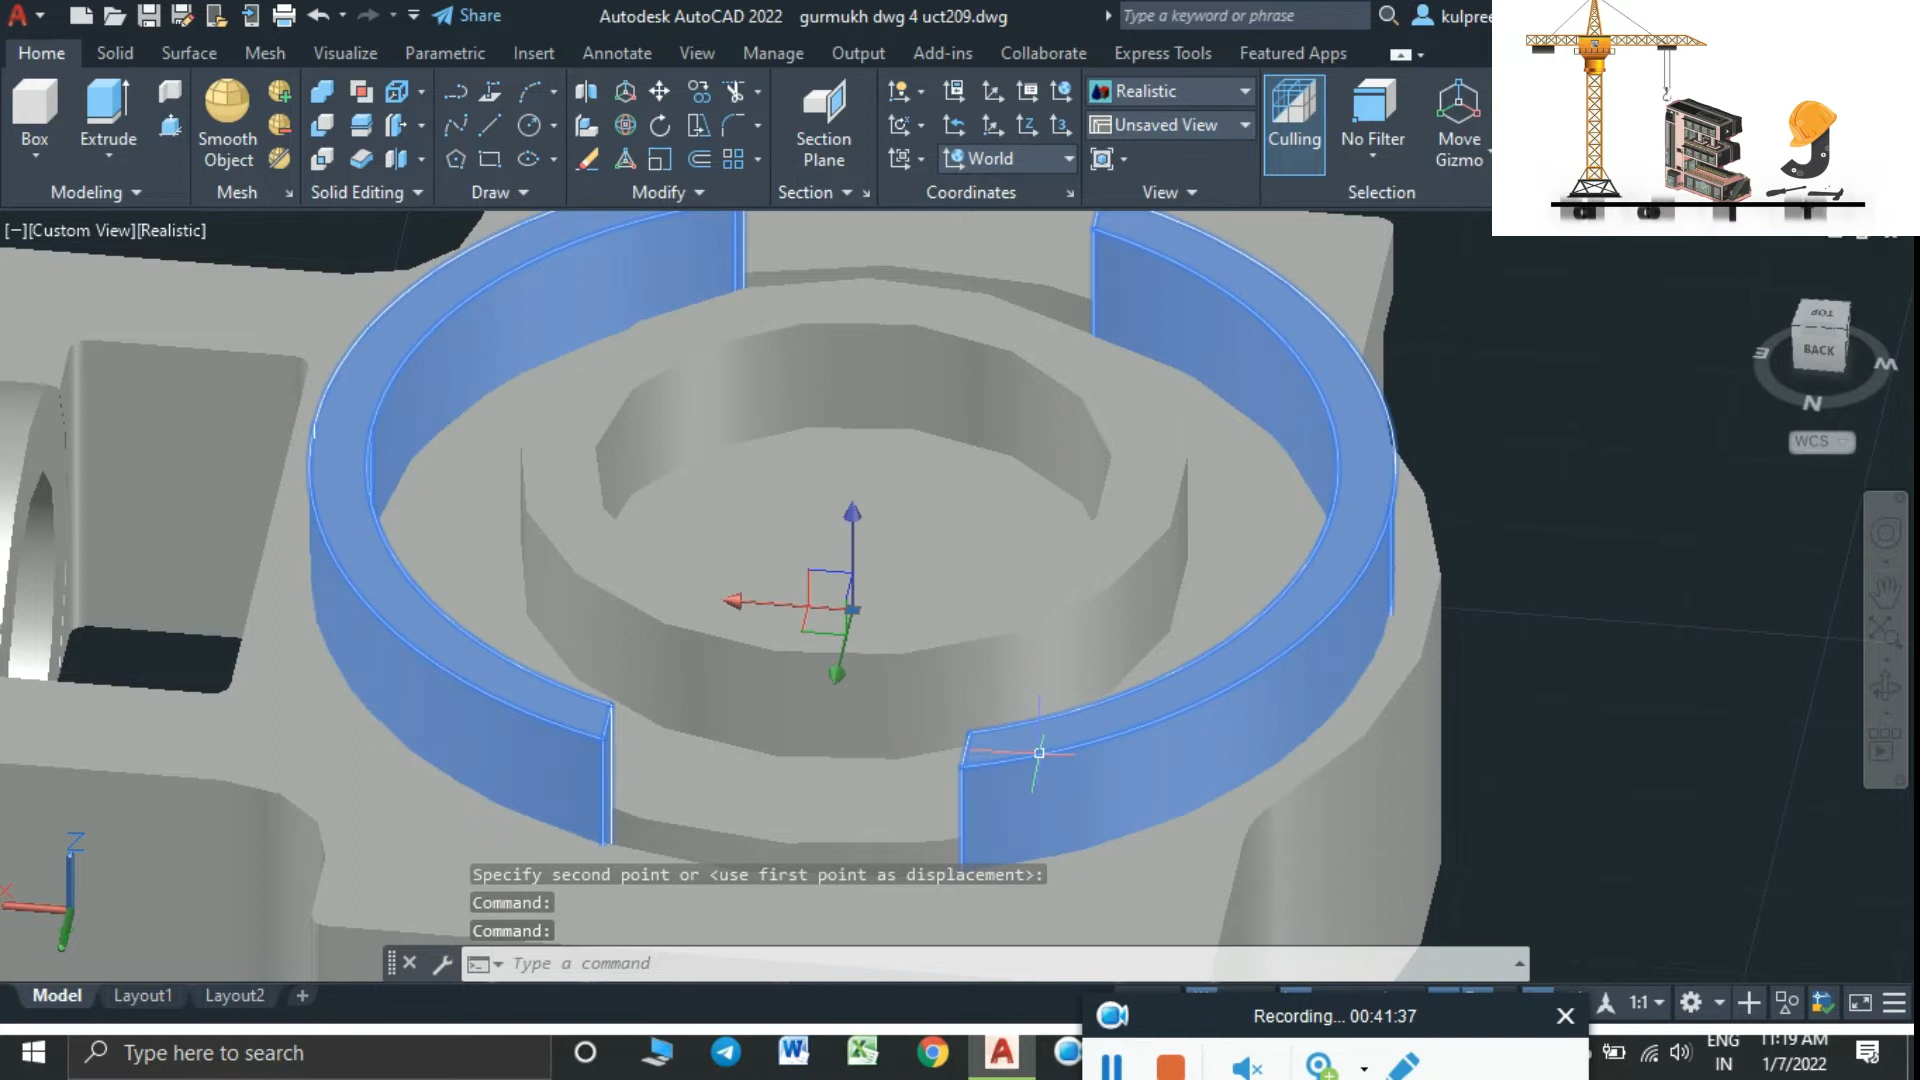 Share
Autodesk AutoCAD 2022 gurmukh dwg 4 uct209.dwg
Type a keyword or phrase
kulpree
Home Solid Surface Mesh Visualize Parametric Insert Annotate View Manage Output Add-ins Collaborate Express Tools Featured Apps
Box
Extrude
Smooth
Object
Section
Plane
Realistic
Unsaved View
World
Culling
No Filter
Move
Gizmo
Modeling Mesh Solid Editing Draw Modify Section Coordinates View Selection
[−][Custom View][Realistic]
TOP
BACK
E
W
N
WCS
Z
X
Specify second point or <use first point as displacement>:
Command:
Command:
Type a command
Model Layout1 Layout2
1:1
Recording... 00:41:37
Type here to search
ENG
IN
11:19 AM
1/7/2022